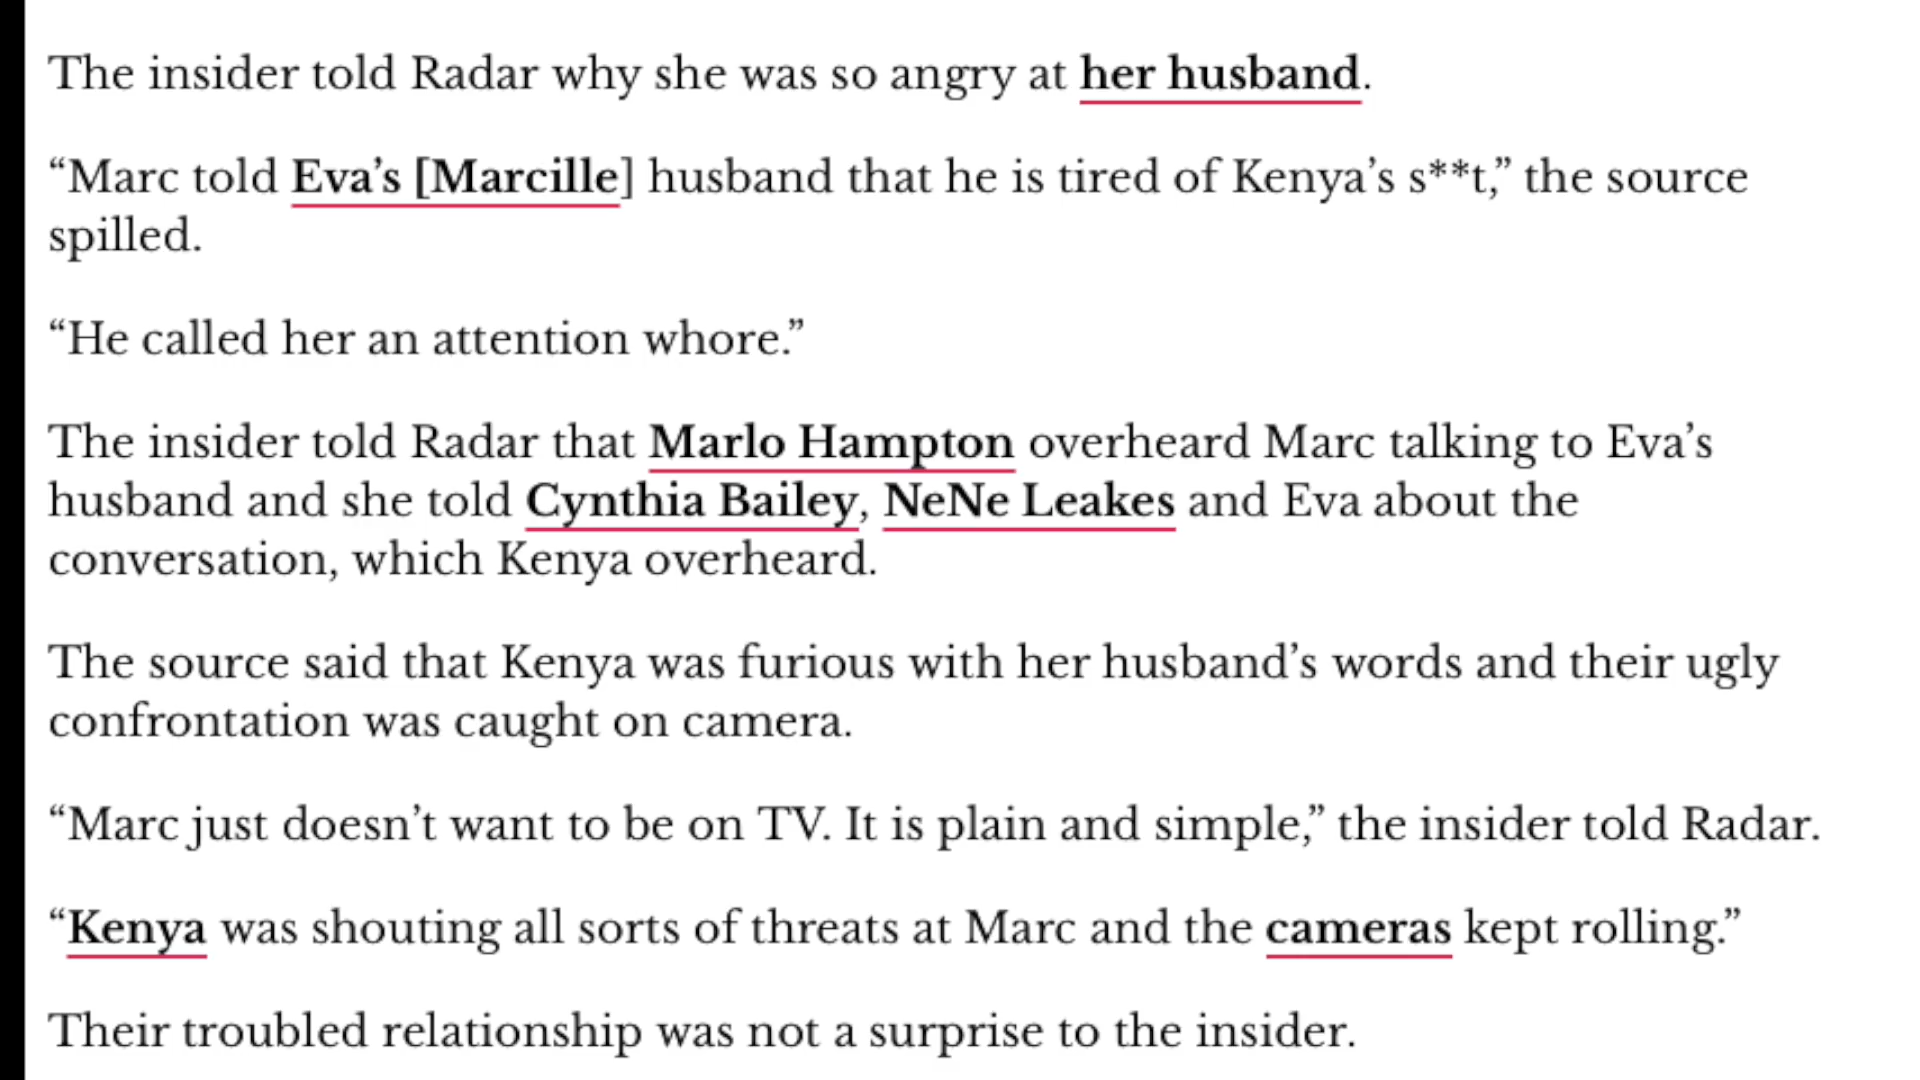 The insider told Radar why she was so angry at her husband.
“Marc told Eva’s [Marcille] husband that he is tired of Kenya’s s**t,” the source
spilled.
“He called her an attention whore.”
The insider told Radar that Marlo Hampton overheard Marc talking to Eva’s
husband and she told Cynthia Bailey, NeNe Leakes and Eva about the
conversation, which Kenya overheard.
The source said that Kenya was furious with her husband’s words and their ugly
confrontation was caught on camera.
“Marc just doesn’t want to be on TV. It is plain and simple,” the insider told Radar.
“Kenya was shouting all sorts of threats at Marc and the cameras kept rolling.”
Their troubled relationship was not a surprise to the insider.